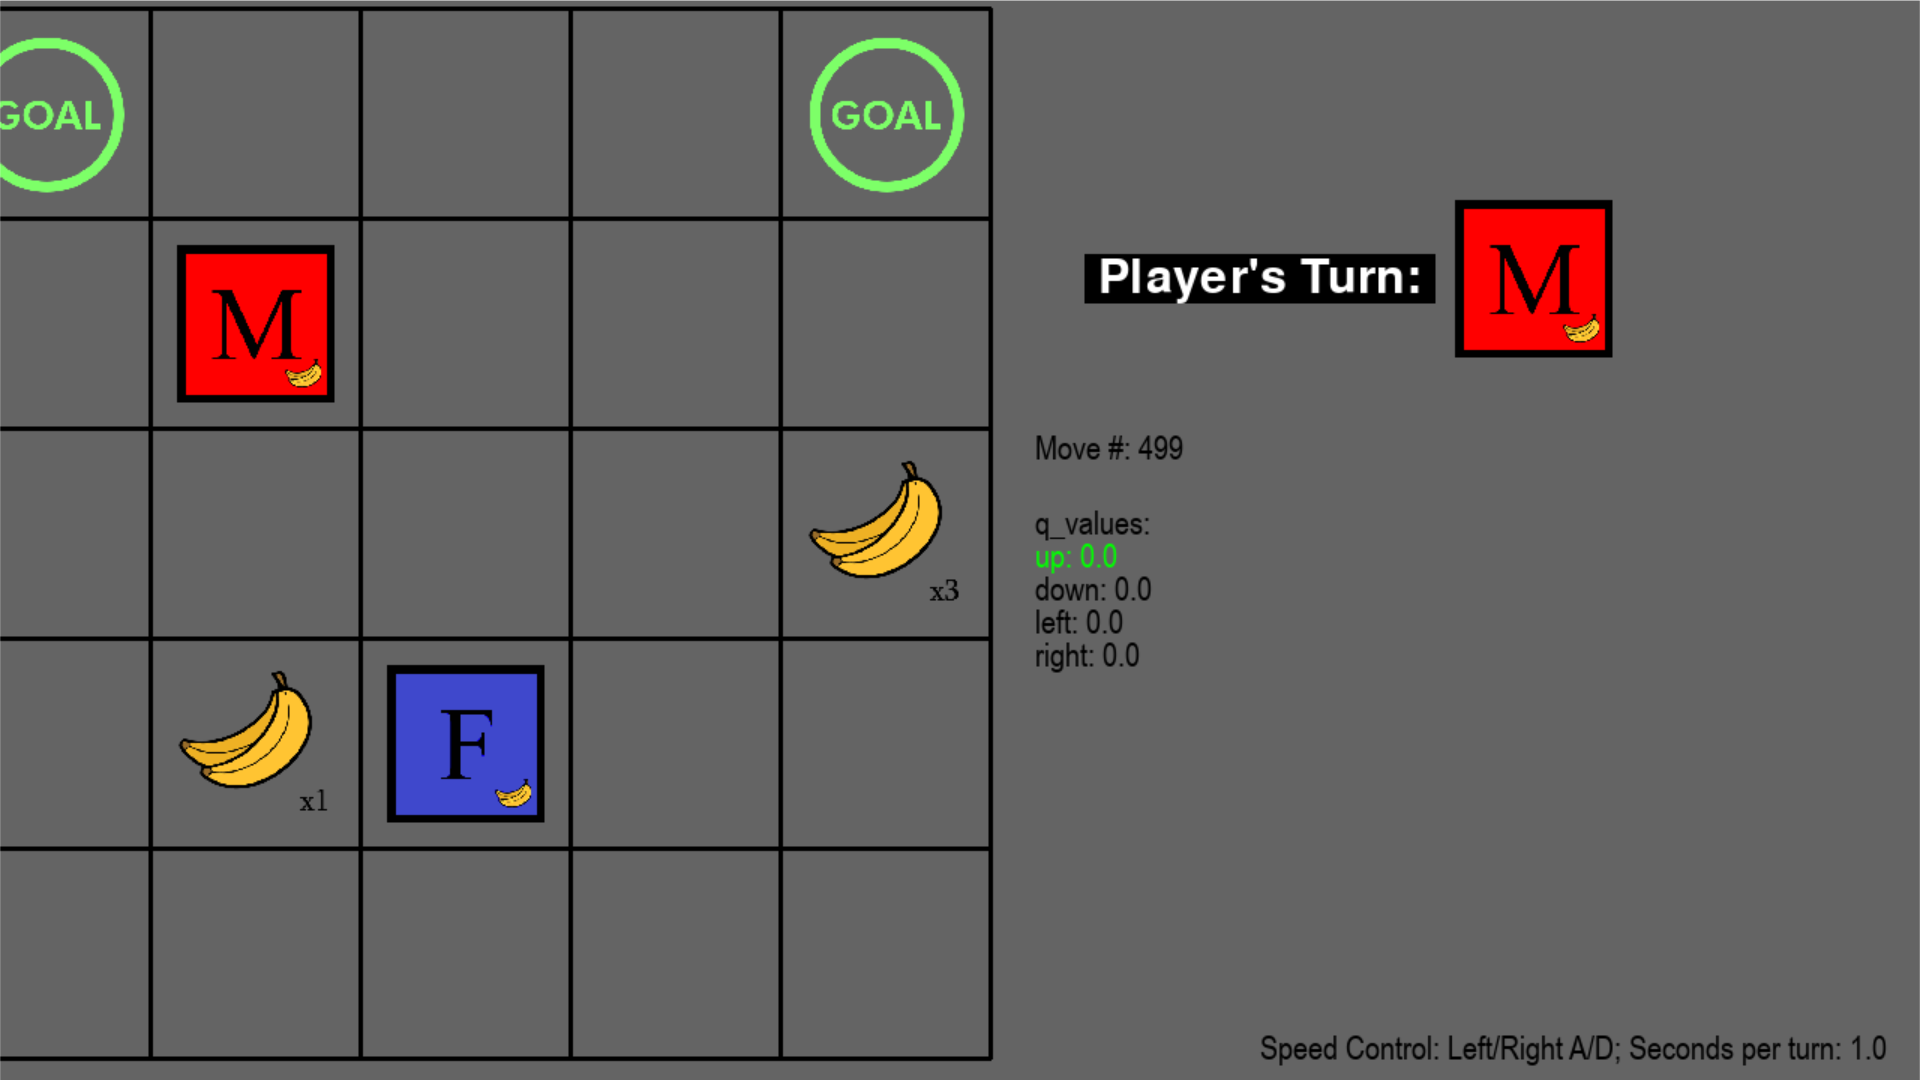 GOAL
GOAL
M
Player's Turn:
M
Move #: 499
q_values:
up: 0.0
down: 0.0
left: 0.0
right: 0.0
x3
x1
F
Speed Control: Left/Right A/D; Seconds per turn: 1.0